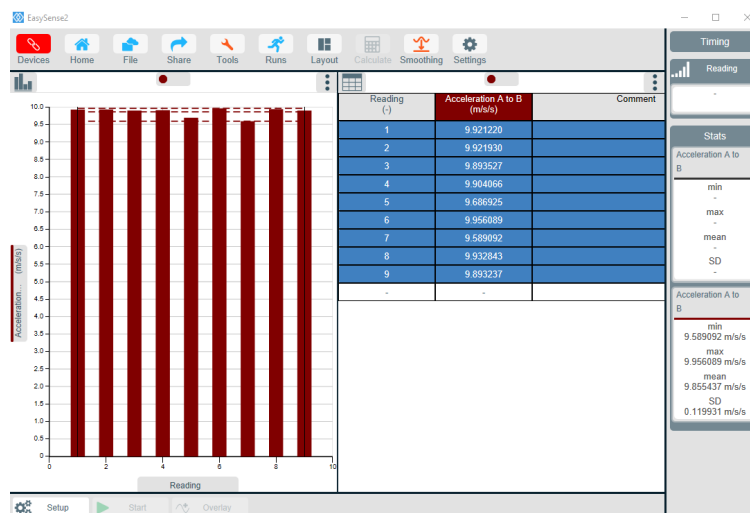 EasySense2
Devices Home File Share Tools Runs Layout Calculate Smoothing Settings
Timing
Reading
-
Stats
Acceleration A to B
min
-
max
-
mean
-
SD
-
Acceleration A to B
min
9.589092 m/s/s
max
9.956089 m/s/s
mean
9.855437 m/s/s
SD
0.119931 m/s/s
10.0
9.5
9.0
8.5
8.0
7.5
7.0
6.5
6.0
5.5
5.0
4.5
4.0
3.5
3.0
2.5
2.0
1.5
1.0
0.5
0
Acceleration... (m/s/s)
0 2 4 6 8 10
Reading
Reading (-) Acceleration A to B (m/s/s) Comment
1 9.921220
2 9.921930
3 9.893527
4 9.904066
5 9.686925
6 9.956089
7 9.589092
8 9.932843
9 9.893237
- -
Setup Start Overlay